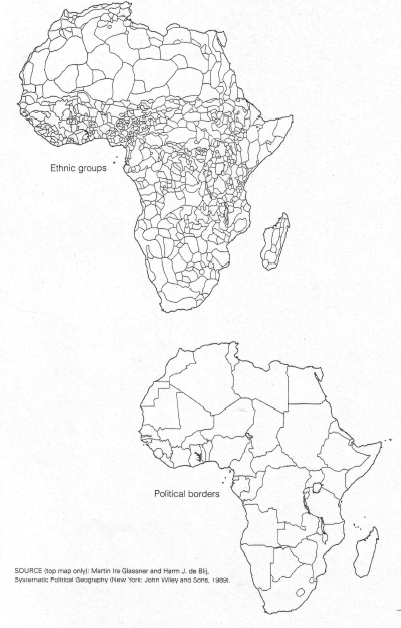 Ethnic groups
Political borders
SOURCE (top map only): Martin Ira Glassner and Harm J. de Blij,
Systematic Political Geography (New York: John Wiley and Sons, 1989).